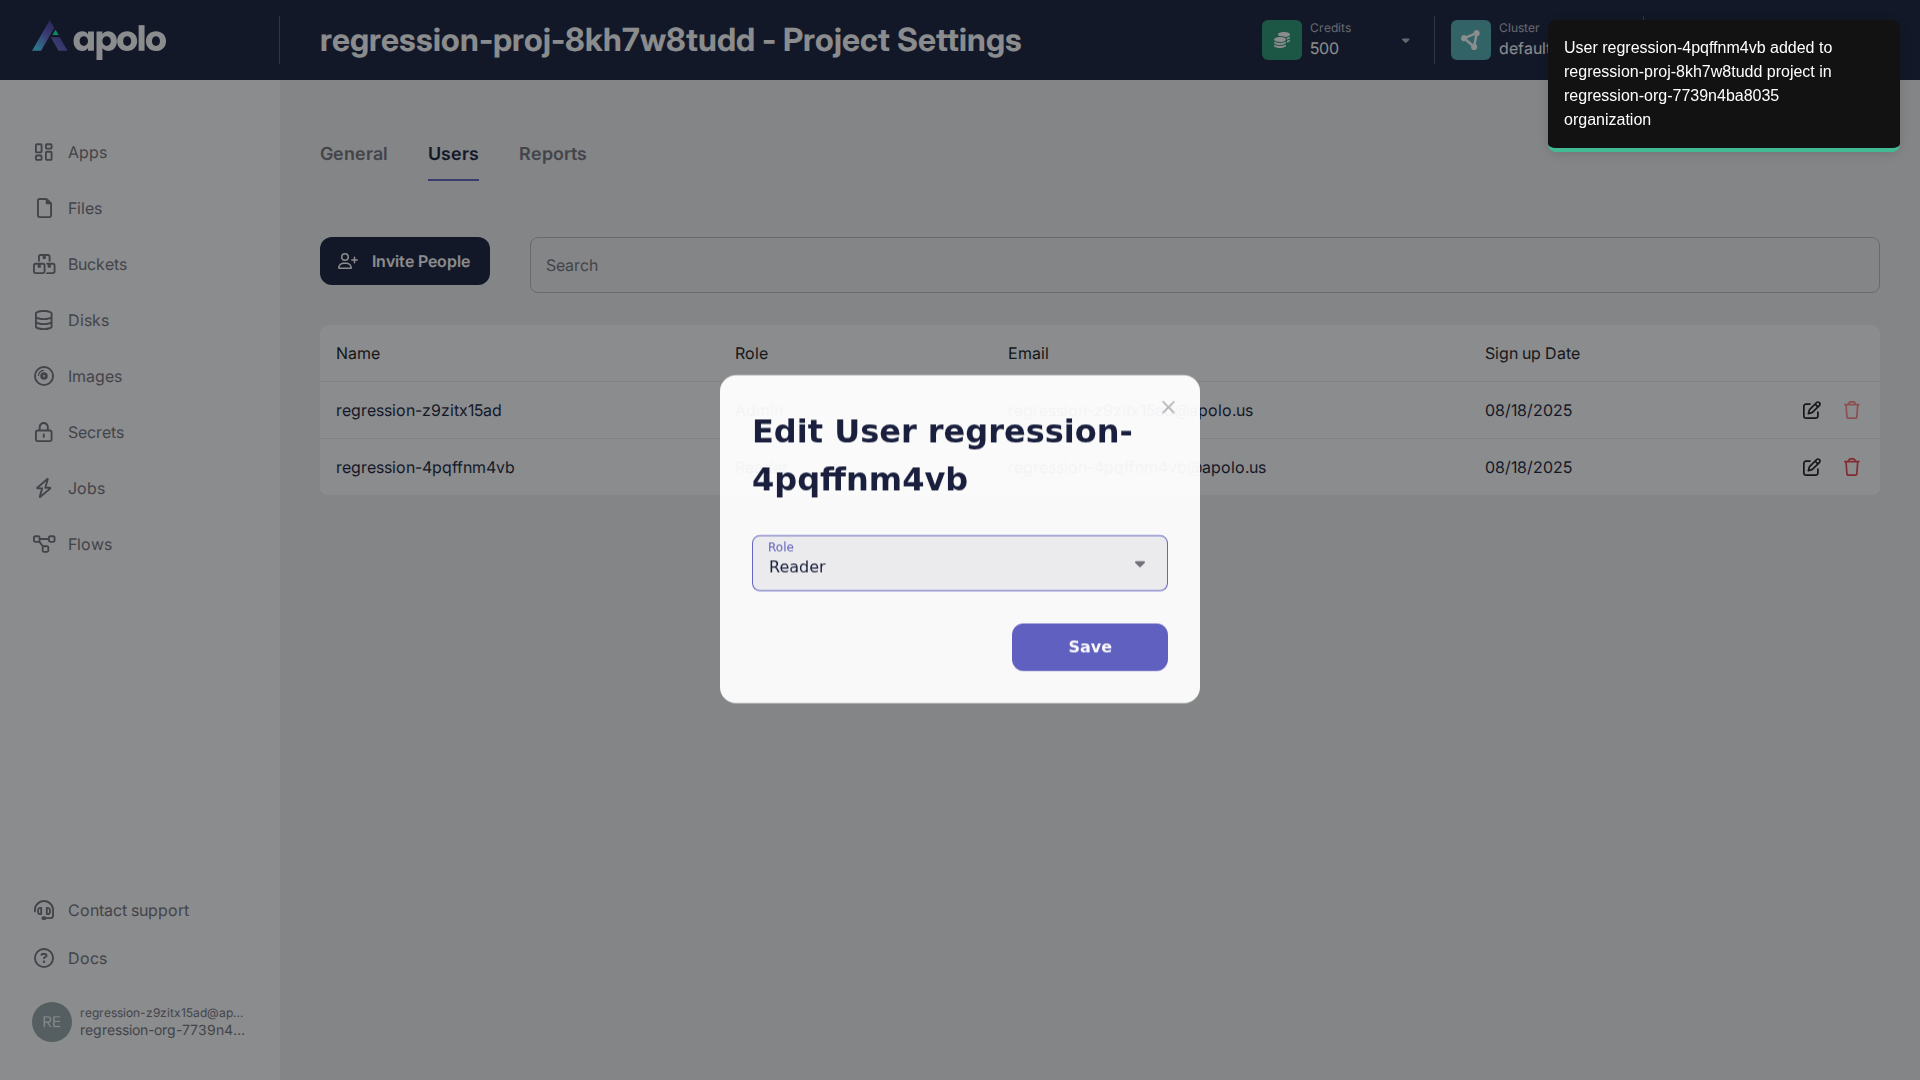 apolo
regression-proj-8kh7w8tudd - Project Settings
Credits
500
Cluster
default
User regression-4pqffnm4vb added to
regression-proj-8kh7w8tudd project in
regression-org-7739n4ba8035
organization
Apps
Files
Buckets
Disks
Images
Secrets
Jobs
Flows
General
Users
Reports
Invite People
Search
Name
Role
Email
Sign up Date
regression-z9zitx15ad
Admin
regression-z9zitx15ad@apolo.us
08/18/2025
regression-4pqffnm4vb
Reader
regression-4pqffnm4vb@apolo.us
08/18/2025
Edit User regression-
4pqffnm4vb
Role
Reader
Save
Contact support
Docs
RE
regression-z9zitx15ad@ap...
regression-org-7739n4...